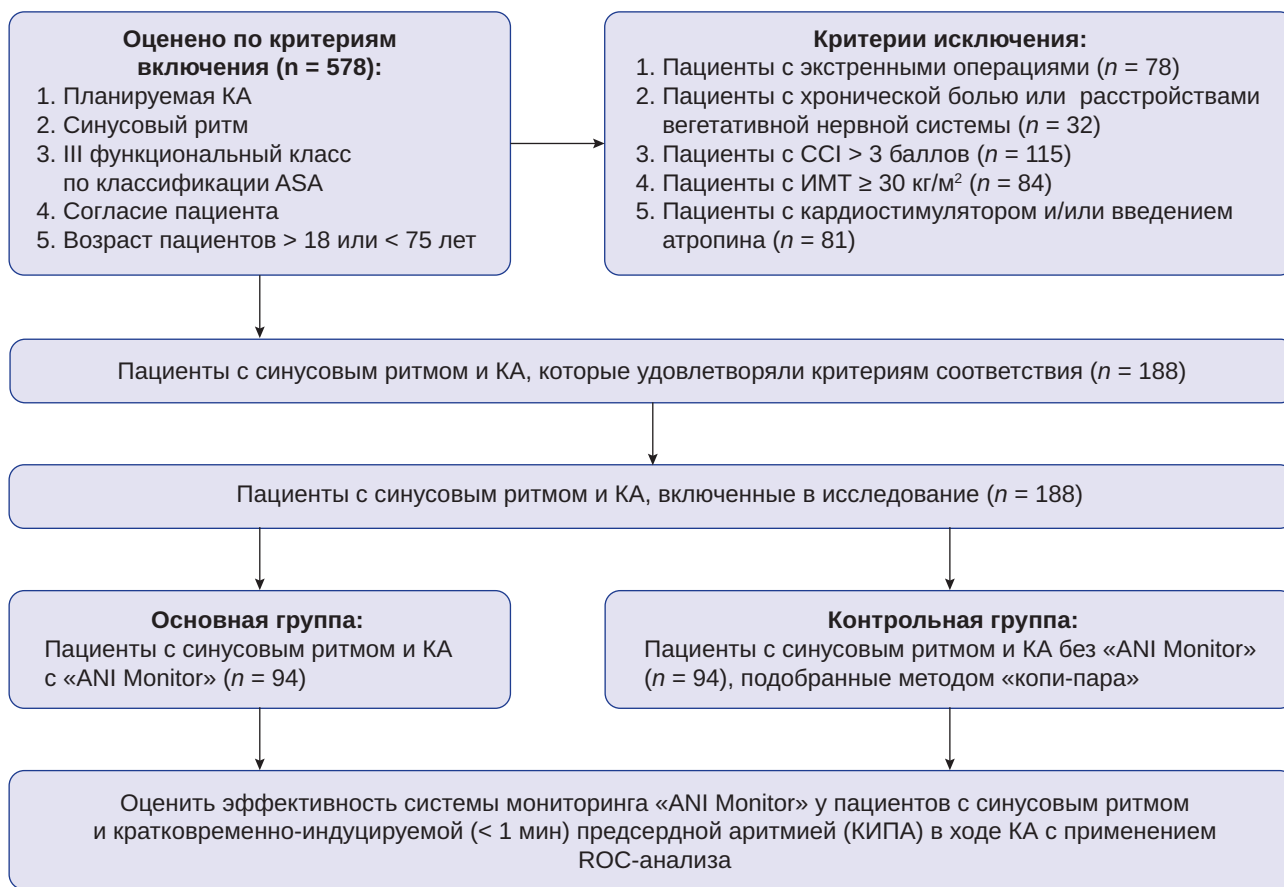 Оценено по критериям
включения (n = 578):
1. Планируемая КА
2. Синусовый ритм
3. III функциональный класс
по классификации ASA
4. Согласие пациента
5. Возраст пациентов > 18 или < 75 лет
Критерии исключения:
1. Пациенты с экстренными операциями (n = 78)
2. Пациенты с хронической болью или расстройствами
вегетативной нервной системы (n = 32)
3. Пациенты с CCI > 3 баллов (n = 115)
4. Пациенты с ИМТ ≥ 30 кг/м² (n = 84)
5. Пациенты с кардиостимулятором и/или введением
атропина (n = 81)
Пациенты с синусовым ритмом и КА, которые удовлетворяли критериям соответствия (n = 188)
Пациенты с синусовым ритмом и КА, включенные в исследование (n = 188)
Основная группа:
Пациенты с синусовым ритмом и КА
с «ANI Monitor» (n = 94)
Контрольная группа:
Пациенты с синусовым ритмом и КА без «ANI Monitor»
(n = 94), подобранные методом «копи-пара»
Оценить эффективность системы мониторинга «ANI Monitor» у пациентов с синусовым ритмом
и кратковременно-индуцируемой (< 1 мин) предсердной аритмией (КИПА) в ходе КА с применением
ROC-анализа